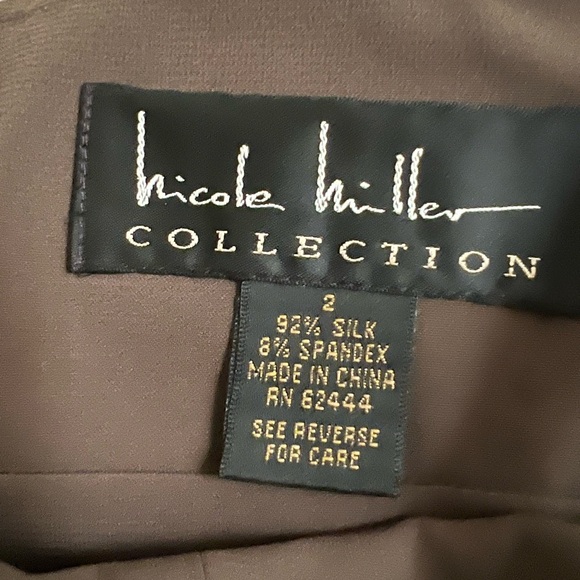 nicole miller
COLLECTION
2
92% SILK
8% SPANDEX
MADE IN CHINA
RN 62444
SEE REVERSE
FOR CARE